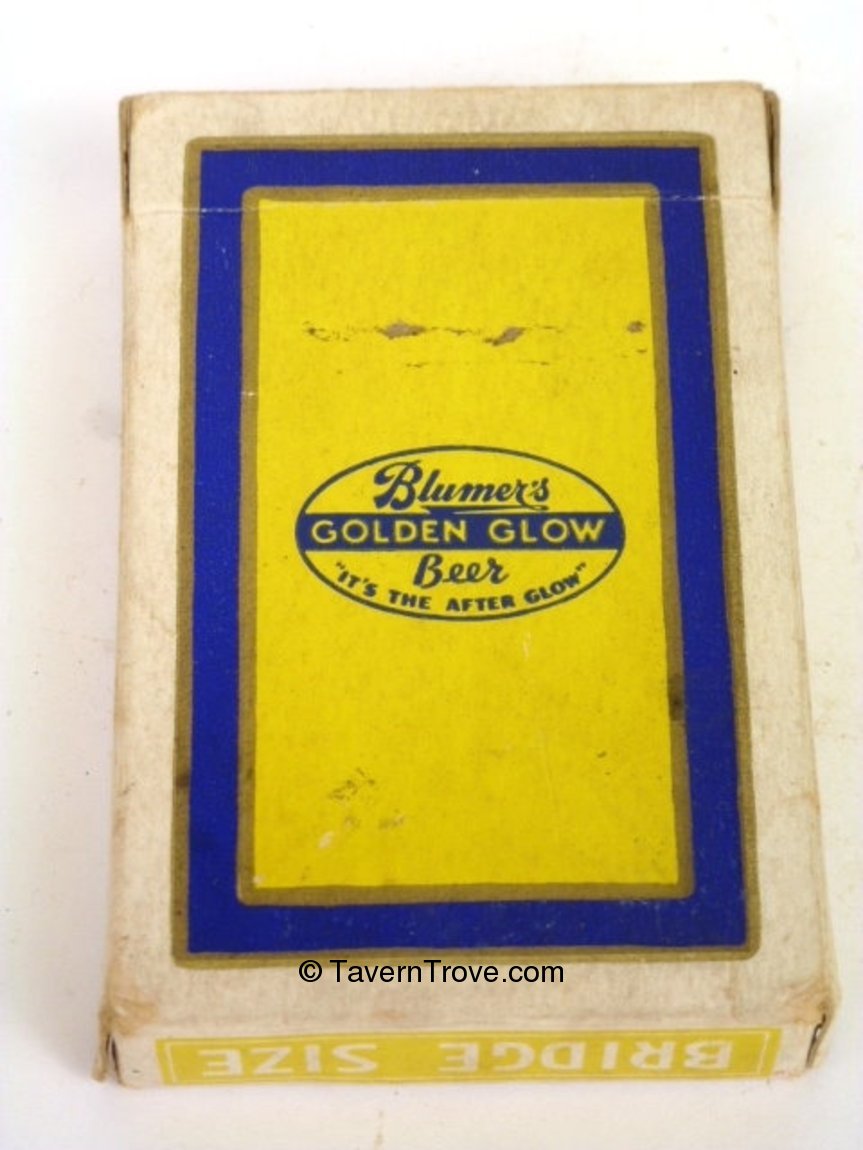 Blumer's
GOLDEN GLOW
Beer
"IT'S THE AFTER GLOW"
© TavernTrove.com
BRIDGE SIZE